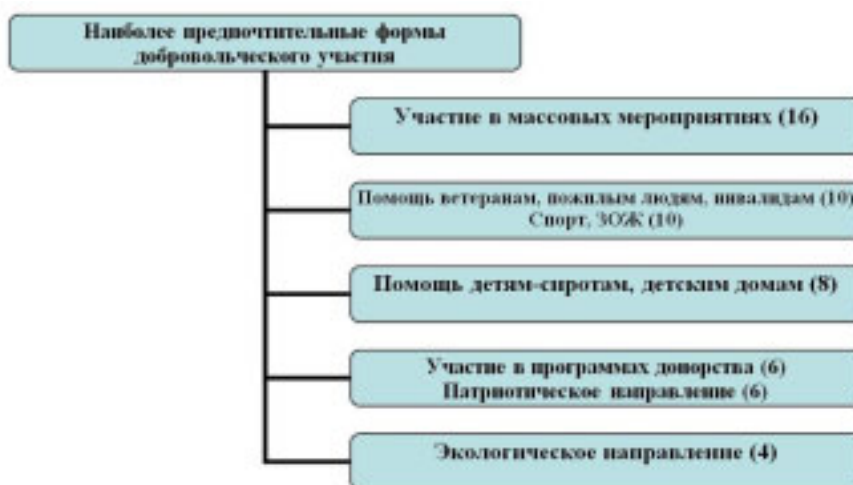 Наиболее предпочтительные формы
добровольческого участия
Участие в массовых мероприятиях (16)
Помощь ветеранам, пожилым людям, инвалидам (10)
Спорт, ЗОЖ (10)
Помощь детям-сиротам, детским домам (8)
Участие в программах донорства (6)
Патриотическое направление (6)
Экологическое направление (4)